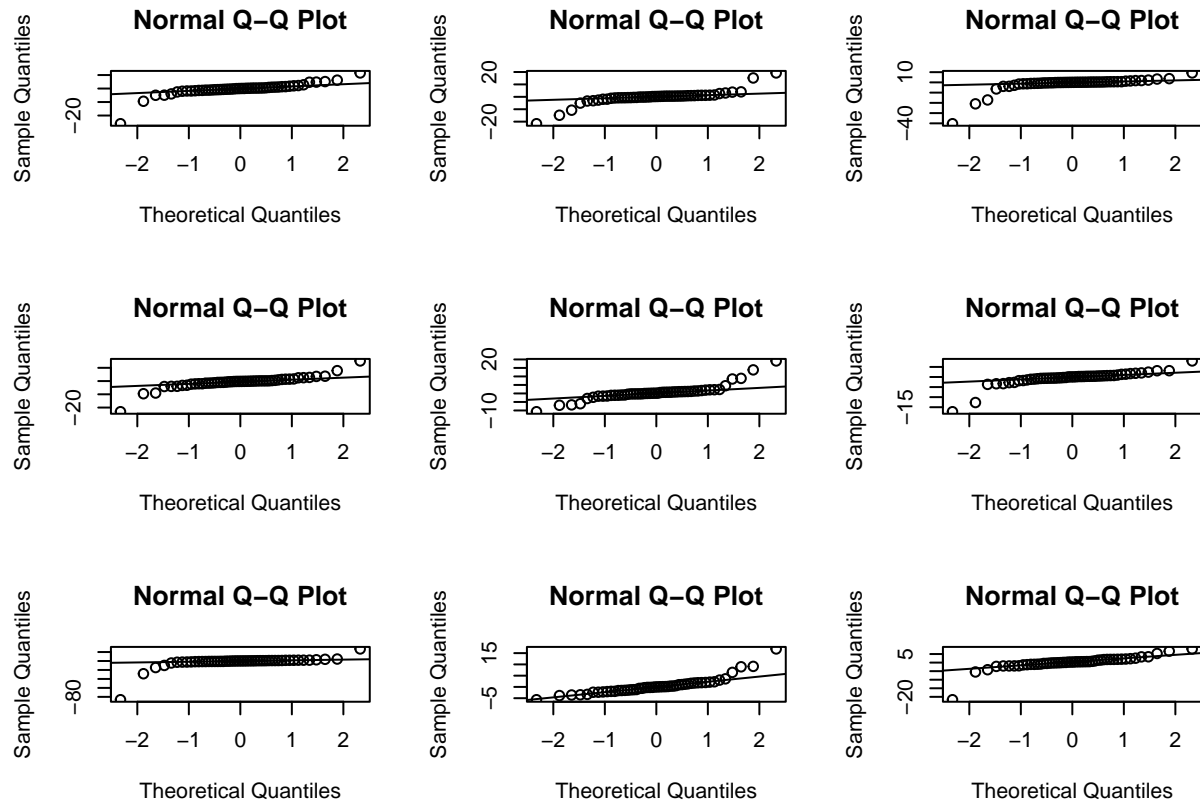 Normal Q−Q Plot
Sample Quantiles
−20
−2 −1 0 1 2
Theoretical Quantiles
Normal Q−Q Plot
Sample Quantiles
20
−20
−2 −1 0 1 2
Theoretical Quantiles
Normal Q−Q Plot
Sample Quantiles
10
−40
−2 −1 0 1 2
Theoretical Quantiles
Normal Q−Q Plot
Sample Quantiles
−20
−2 −1 0 1 2
Theoretical Quantiles
Normal Q−Q Plot
Sample Quantiles
20
−10
−2 −1 0 1 2
Theoretical Quantiles
Normal Q−Q Plot
Sample Quantiles
−15
−2 −1 0 1 2
Theoretical Quantiles
Normal Q−Q Plot
Sample Quantiles
−80
−2 −1 0 1 2
Theoretical Quantiles
Normal Q−Q Plot
Sample Quantiles
15
−5
−2 −1 0 1 2
Theoretical Quantiles
Normal Q−Q Plot
Sample Quantiles
5
−20
−2 −1 0 1 2
Theoretical Quantiles